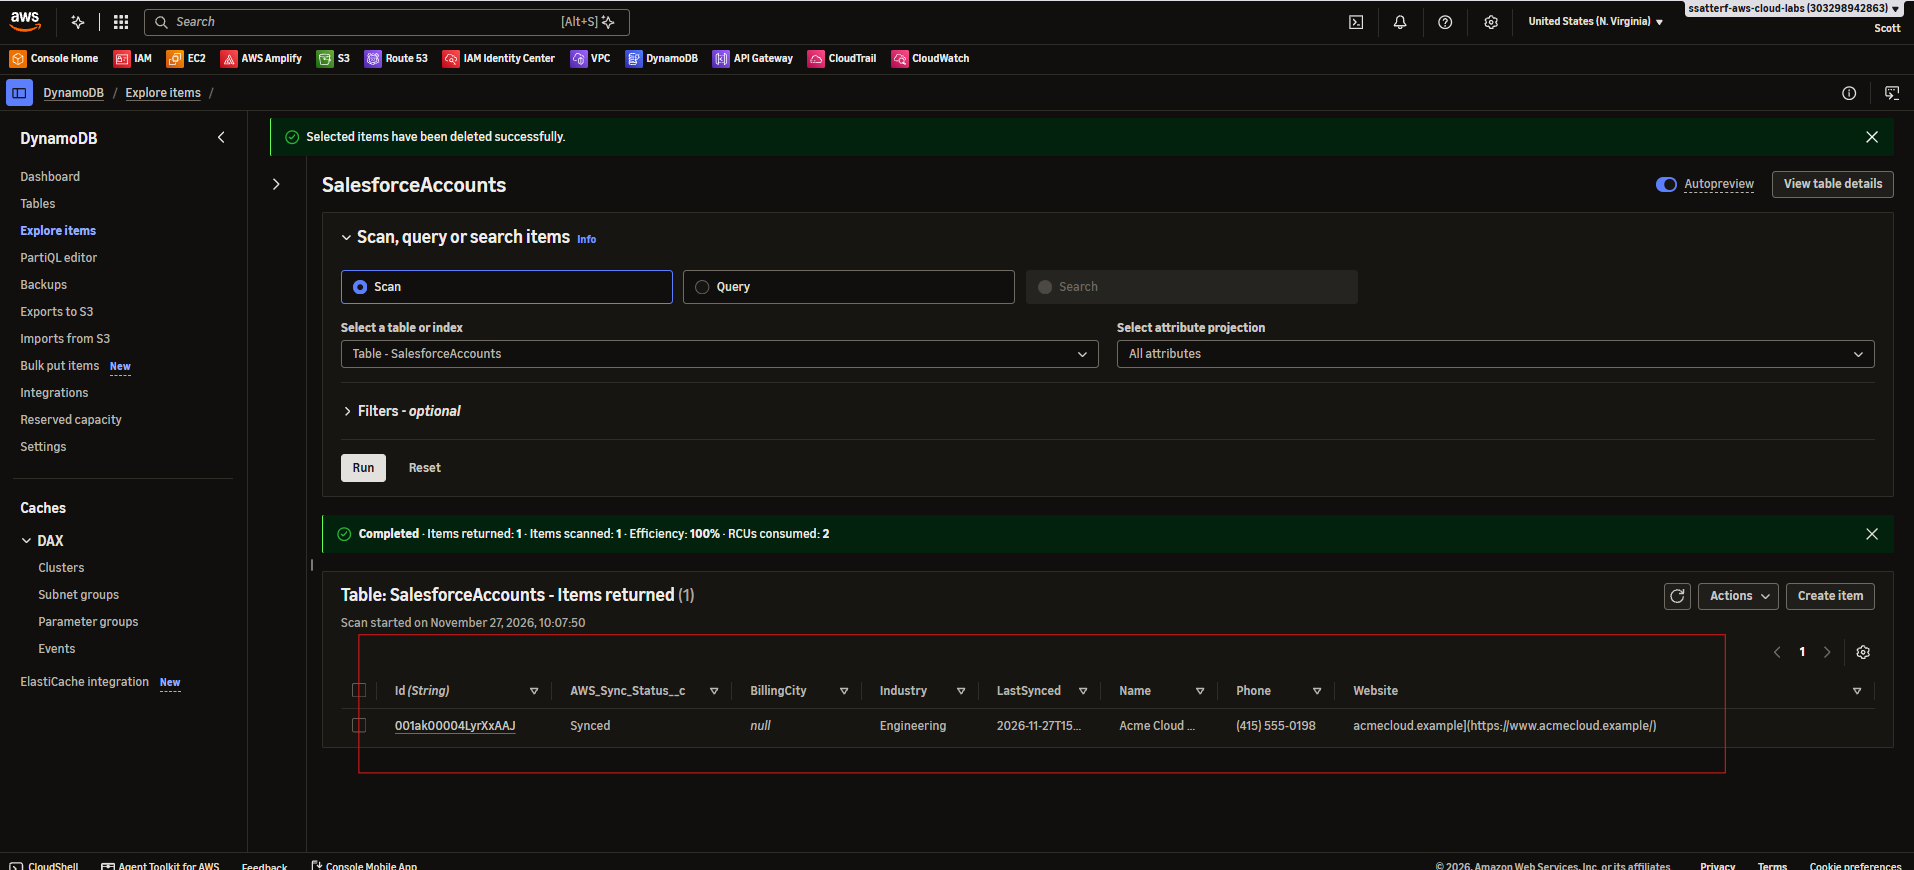 aws
Search [Alt+S]
United States (N. Virginia)
ssatterf-aws-cloud-labs (303298942863)
Scott
Console Home IAM EC2 AWS Amplify S3 Route 53 IAM Identity Center VPC DynamoDB API Gateway CloudTrail CloudWatch
DynamoDB / Explore items /
DynamoDB
Dashboard
Tables
Explore items
PartiQL editor
Backups
Exports to S3
Imports from S3
Bulk put items New
Integrations
Reserved capacity
Settings
Caches
DAX
Clusters
Subnet groups
Parameter groups
Events
ElastiCache integration New
Selected items have been deleted successfully.
SalesforceAccounts
Autopreview View table details
Scan, query or search items Info
Scan Query Search
Select a table or index Select attribute projection
Table - SalesforceAccounts All attributes
Filters - optional
Run Reset
Completed · Items returned: 1 · Items scanned: 1 · Efficiency: 100% · RCUs consumed: 2
Table: SalesforceAccounts - Items returned (1)
Actions Create item
Scan started on November 27, 2026, 10:07:50
1
Id (String) AWS_Sync_Status__c BillingCity Industry LastSynced Name Phone Website
001ak00004LyrXxAAJ Synced null Engineering 2026-11-27T15... Acme Cloud ... (415) 555-0198 acmecloud.example](https://www.acmecloud.example/)
CloudShell Agent Toolkit for AWS Feedback Console Mobile App
© 2026, Amazon Web Services, Inc. or its affiliates. Privacy Terms Cookie preferences